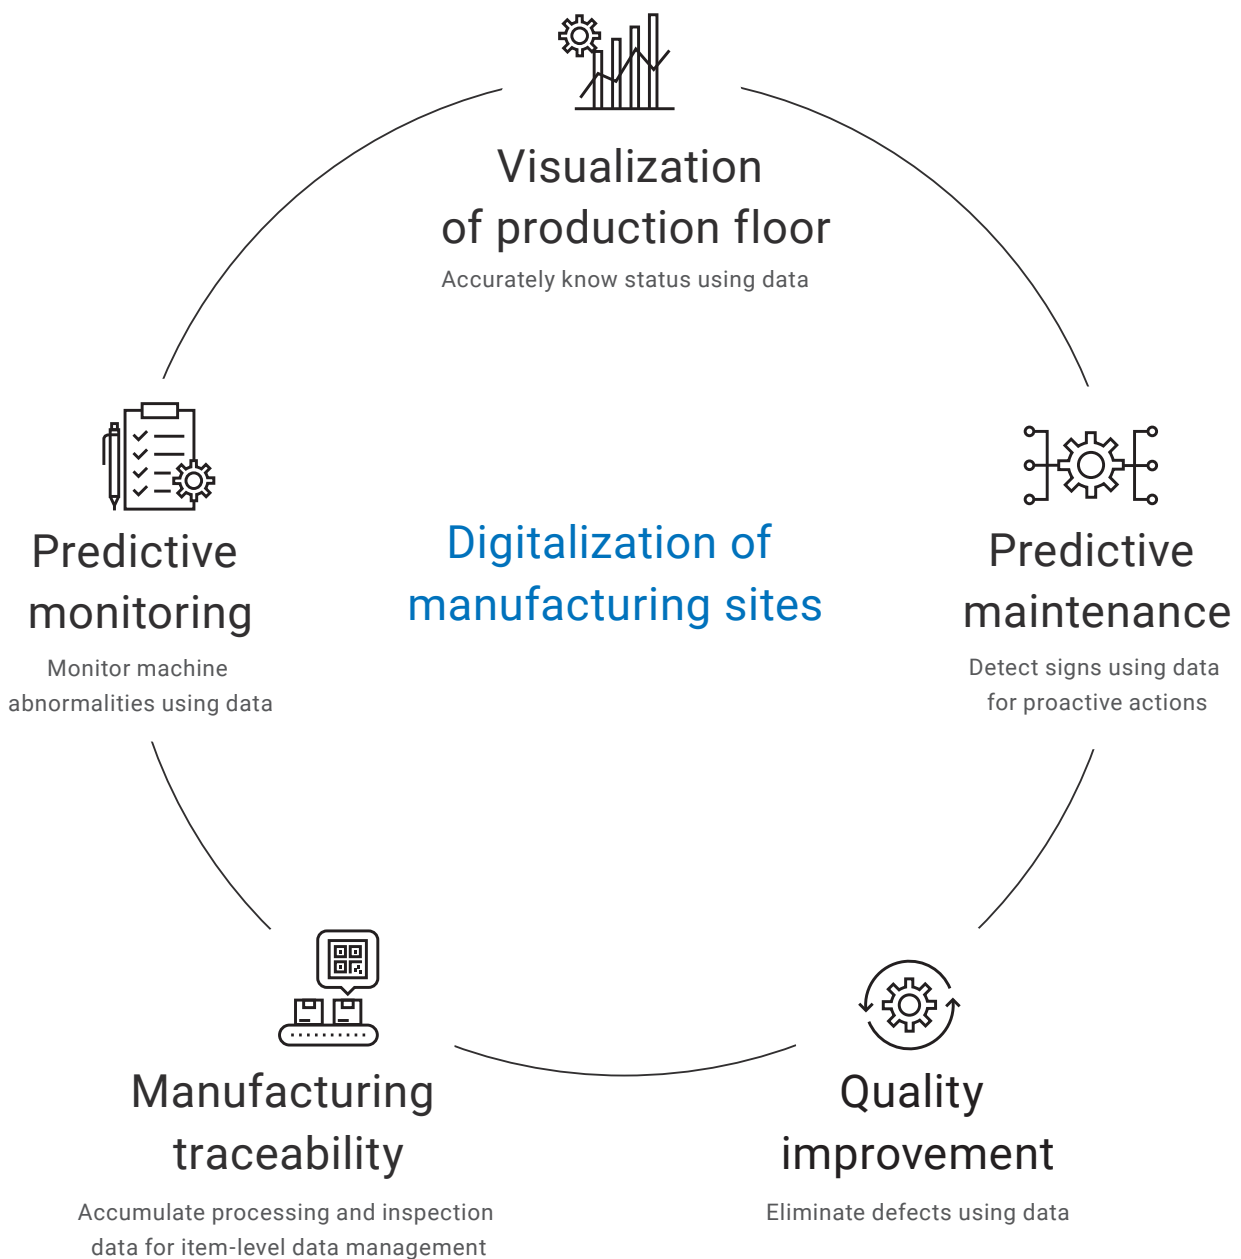 Visualization
of production floor
Accurately know status using data
Predictive
monitoring
Monitor machine
abnormalities using data
Digitalization of
manufacturing sites
Predictive
maintenance
Detect signs using data
for proactive actions
Manufacturing
traceability
Accumulate processing and inspection
data for item-level data management
Quality
improvement
Eliminate defects using data